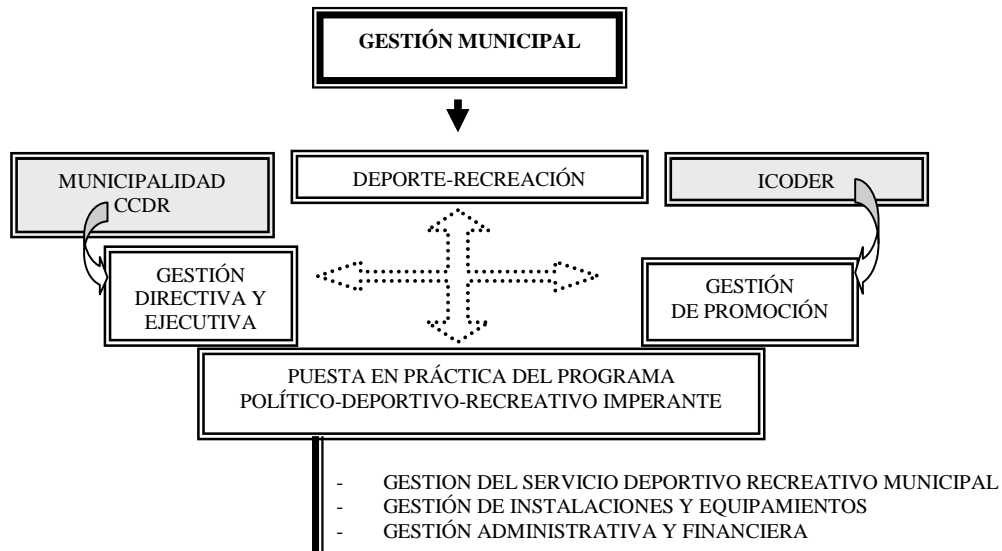 GESTIÓN MUNICIPAL
MUNICIPALIDAD
CCDR
DEPORTE-RECREACIÓN
ICODER
GESTIÓN
DIRECTIVA Y
EJECUTIVA
GESTIÓN
DE PROMOCIÓN
PUESTA EN PRÁCTICA DEL PROGRAMA
POLÍTICO-DEPORTIVO-RECREATIVO IMPERANTE
- GESTION DEL SERVICIO DEPORTIVO RECREATIVO MUNICIPAL
- GESTIÓN DE INSTALACIONES Y EQUIPAMIENTOS
- GESTIÓN ADMINISTRATIVA Y FINANCIERA